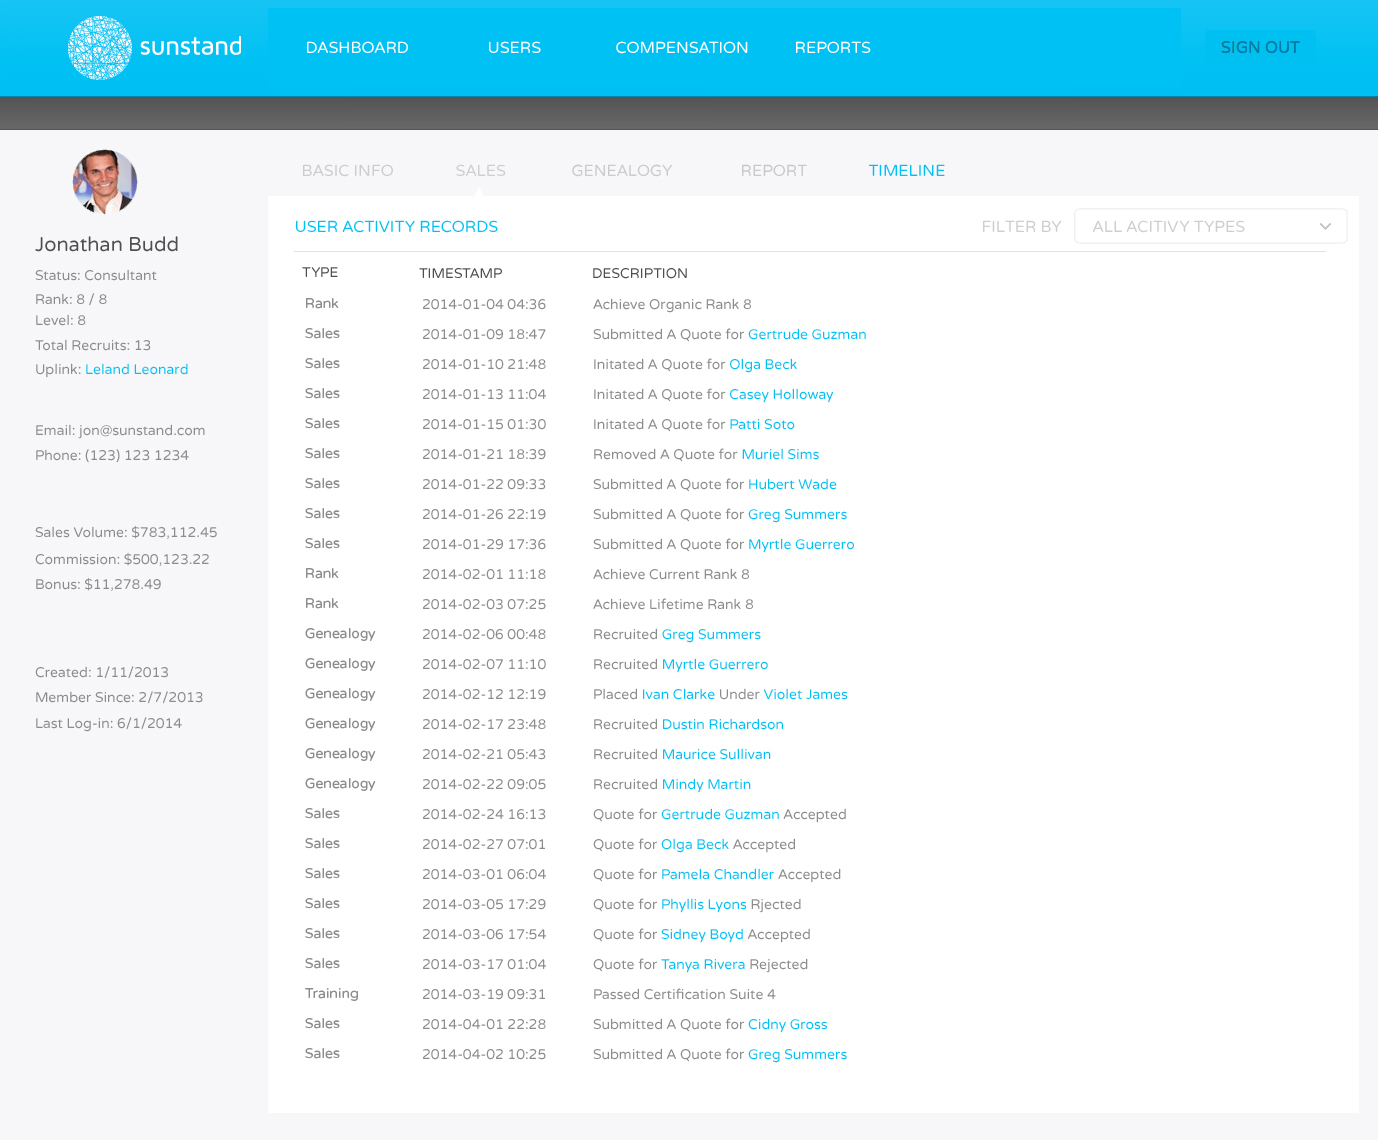 sunstand
DASHBOARD USERS COMPENSATION REPORTS SIGN OUT
BASIC INFO SALES GENEALOGY REPORT TIMELINE
Jonathan Budd
Status: Consultant
Rank: 8 / 8
Level: 8
Total Recruits: 13
Uplink: Leland Leonard
Email: jon@sunstand.com
Phone: (123) 123 1234
Sales Volume: $783,112.45
Commission: $500,123.22
Bonus: $11,278.49
Created: 1/11/2013
Member Since: 2/7/2013
Last Log-in: 6/1/2014
USER ACTIVITY RECORDS FILTER BY ALL ACITIVY TYPES
TYPE TIMESTAMP DESCRIPTION
Rank 2014-01-04 04:36 Achieve Organic Rank 8
Sales 2014-01-09 18:47 Submitted A Quote for Gertrude Guzman
Sales 2014-01-10 21:48 Initated A Quote for Olga Beck
Sales 2014-01-13 11:04 Initated A Quote for Casey Holloway
Sales 2014-01-15 01:30 Initated A Quote for Patti Soto
Sales 2014-01-21 18:39 Removed A Quote for Muriel Sims
Sales 2014-01-22 09:33 Submitted A Quote for Hubert Wade
Sales 2014-01-26 22:19 Submitted A Quote for Greg Summers
Sales 2014-01-29 17:36 Submitted A Quote for Myrtle Guerrero
Rank 2014-02-01 11:18 Achieve Current Rank 8
Rank 2014-02-03 07:25 Achieve Lifetime Rank 8
Genealogy 2014-02-06 00:48 Recruited Greg Summers
Genealogy 2014-02-07 11:10 Recruited Myrtle Guerrero
Genealogy 2014-02-12 12:19 Placed Ivan Clarke Under Violet James
Genealogy 2014-02-17 23:48 Recruited Dustin Richardson
Genealogy 2014-02-21 05:43 Recruited Maurice Sullivan
Genealogy 2014-02-22 09:05 Recruited Mindy Martin
Sales 2014-02-24 16:13 Quote for Gertrude Guzman Accepted
Sales 2014-02-27 07:01 Quote for Olga Beck Accepted
Sales 2014-03-01 06:04 Quote for Pamela Chandler Accepted
Sales 2014-03-05 17:29 Quote for Phyllis Lyons Rjected
Sales 2014-03-06 17:54 Quote for Sidney Boyd Accepted
Sales 2014-03-17 01:04 Quote for Tanya Rivera Rejected
Training 2014-03-19 09:31 Passed Certification Suite 4
Sales 2014-04-01 22:28 Submitted A Quote for Cidny Gross
Sales 2014-04-02 10:25 Submitted A Quote for Greg Summers